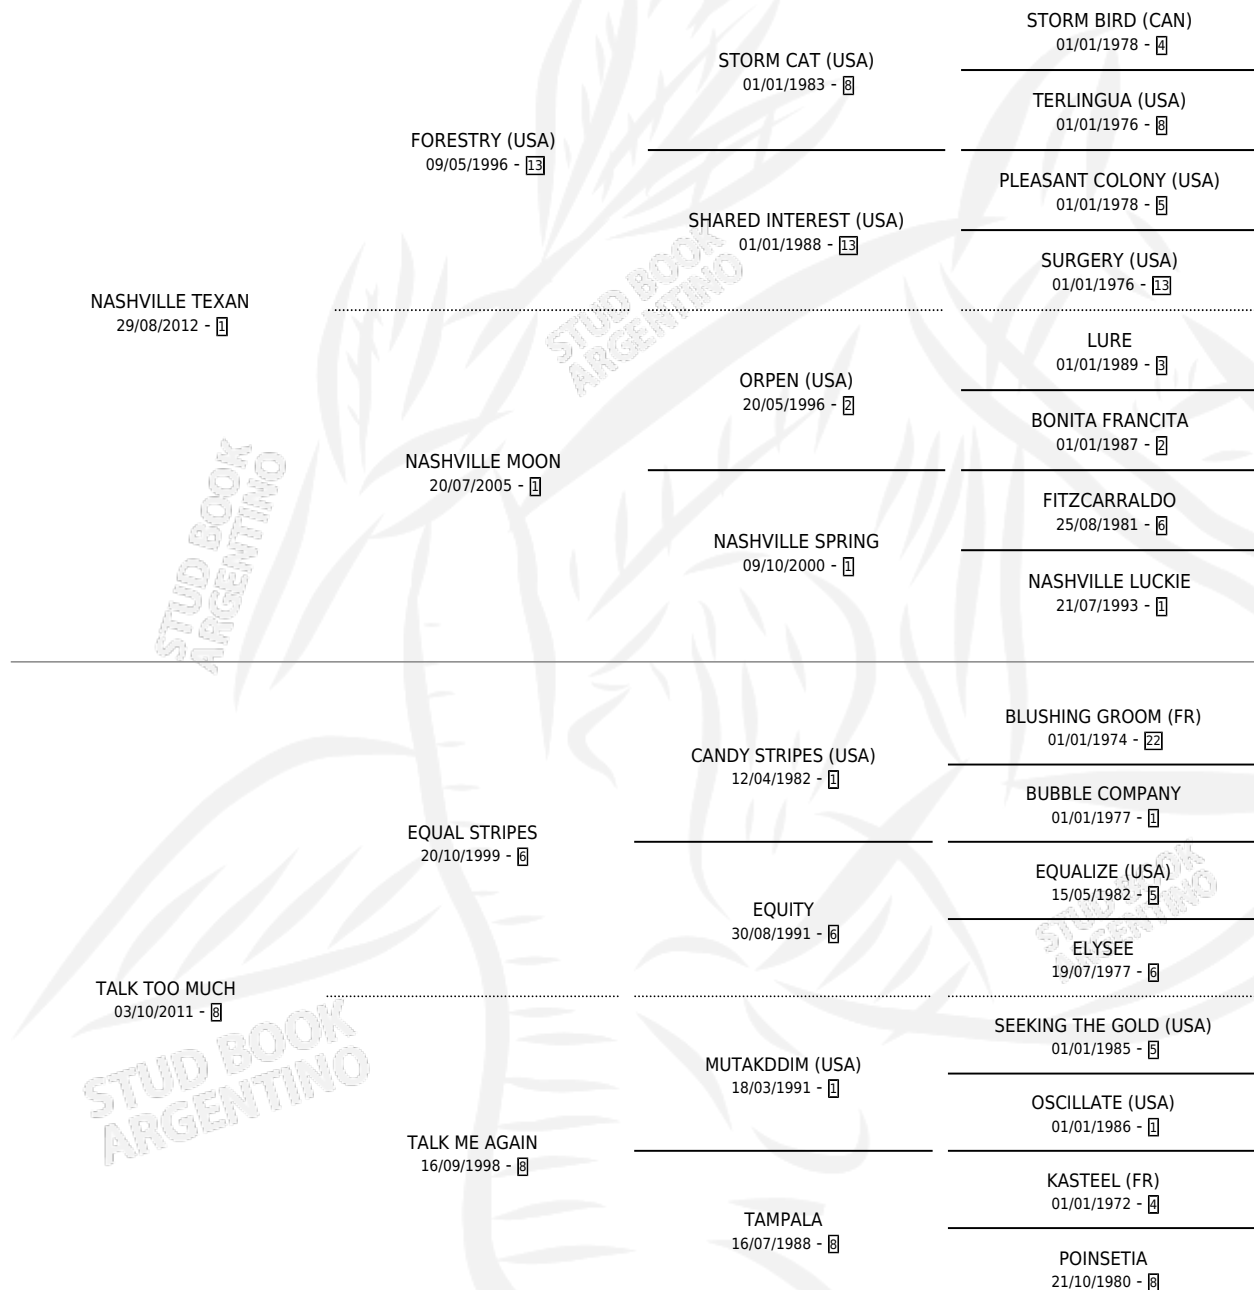 STORM BIRD (CAN)
01/01/1978 - 4
STORM CAT (USA)
01/01/1983 - 8
TERLINGUA (USA)
01/01/1976 - 8
FORESTRY (USA)
09/05/1996 - 13
PLEASANT COLONY (USA)
01/01/1978 - 5
SHARED INTEREST (USA)
01/01/1988 - 13
SURGERY (USA)
01/01/1976 - 13
NASHVILLE TEXAN
29/08/2012 - 1
LURE
01/01/1989 - 3
ORPEN (USA)
20/05/1996 - 2
BONITA FRANCITA
01/01/1987 - 2
NASHVILLE MOON
20/07/2005 - 1
FITZCARRALDO
25/08/1981 - 6
NASHVILLE SPRING
09/10/2000 - 1
NASHVILLE LUCKIE
21/07/1993 - 1
BLUSHING GROOM (FR)
01/01/1974 - 22
CANDY STRIPES (USA)
12/04/1982 - 1
BUBBLE COMPANY
01/01/1977 - 1
EQUAL STRIPES
20/10/1999 - 6
EQUALIZE (USA)
15/05/1982 - 5
EQUITY
30/08/1991 - 6
ELYSEE
19/07/1977 - 6
TALK TOO MUCH
03/10/2011 - 8
SEEKING THE GOLD (USA)
01/01/1985 - 5
MUTAKDDIM (USA)
18/03/1991 - 1
OSCILLATE (USA)
01/01/1986 - 1
TALK ME AGAIN
16/09/1998 - 8
KASTEEL (FR)
01/01/1972 - 4
TAMPALA
16/07/1988 - 8
POINSETIA
21/10/1980 - 8
STUD BOOK
ARGENTINO
STUD BOOK
ARGENTINO
STUD BOOK
ARGENTINO
STUD BOOK
ARGENTINO